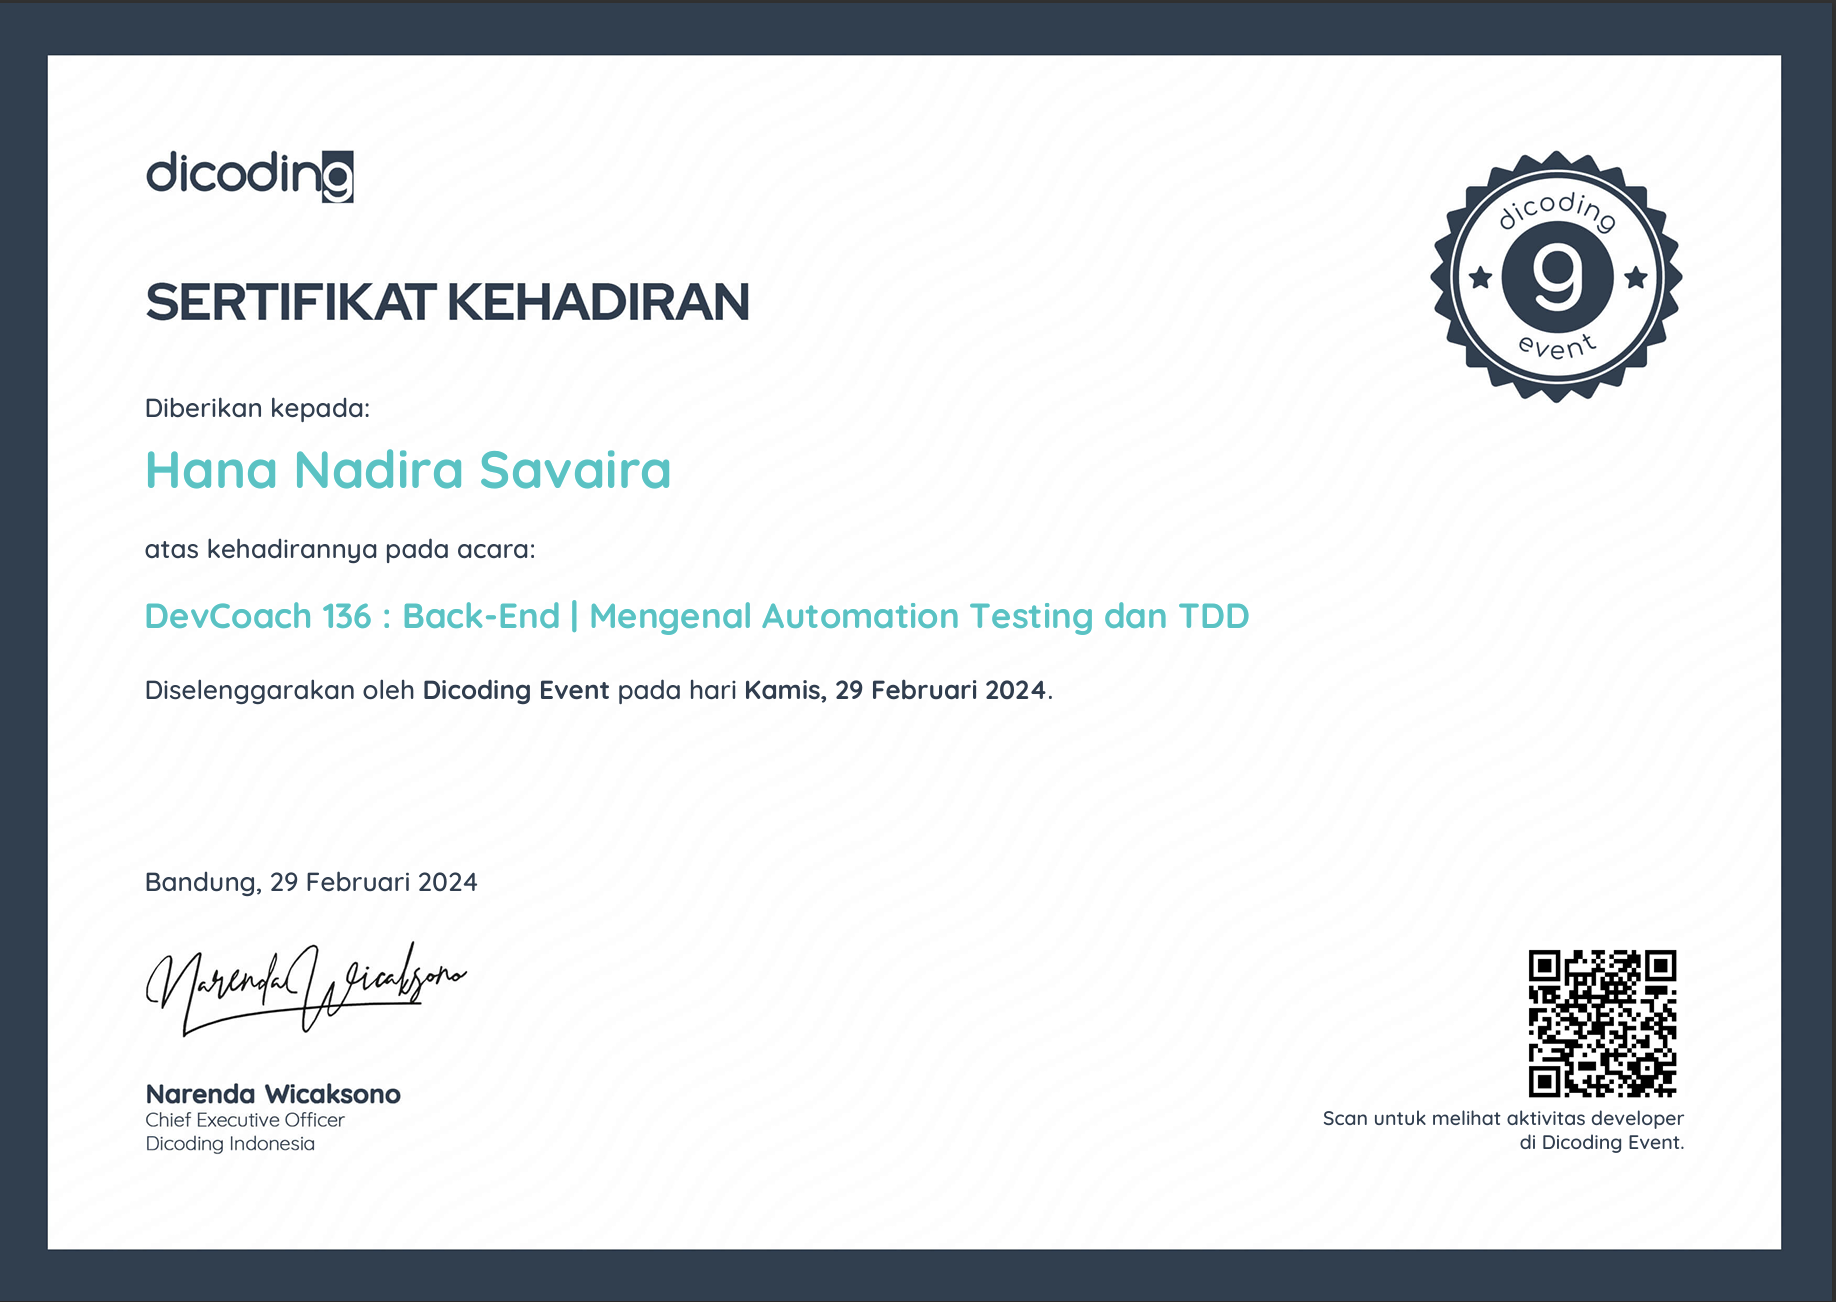 dicoding
SERTIFIKAT KEHADIRAN
dicoding
g
event
Diberikan kepada:
Hana Nadira Savaira
atas kehadirannya pada acara:
DevCoach 136 : Back-End | Mengenal Automation Testing dan TDD
Diselenggarakan oleh Dicoding Event pada hari Kamis, 29 Februari 2024.
Bandung, 29 Februari 2024
Narenda Wicaksono
Narenda Wicaksono
Chief Executive Officer
Dicoding Indonesia
Scan untuk melihat aktivitas developer
di Dicoding Event.